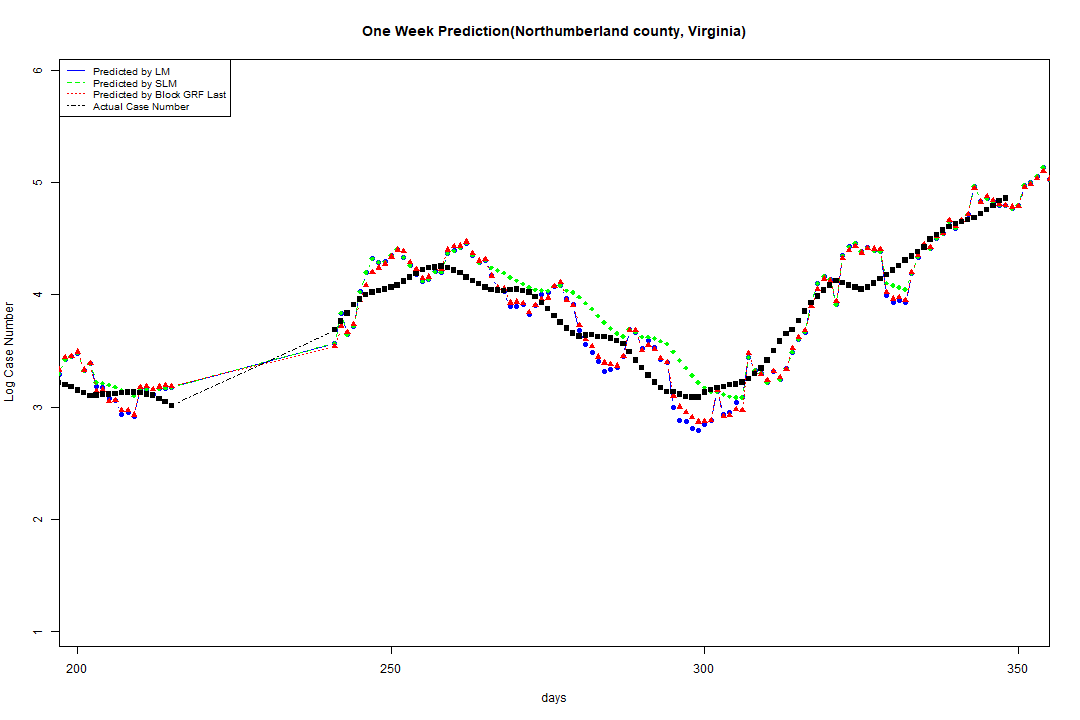 One Week Prediction(Northumberland county, Virginia)
Predicted by LM
Predicted by SLM
Predicted by Block GRF Last
Actual Case Number
6
5
4
3
2
1
Log Case Number
200 250 300 350
days